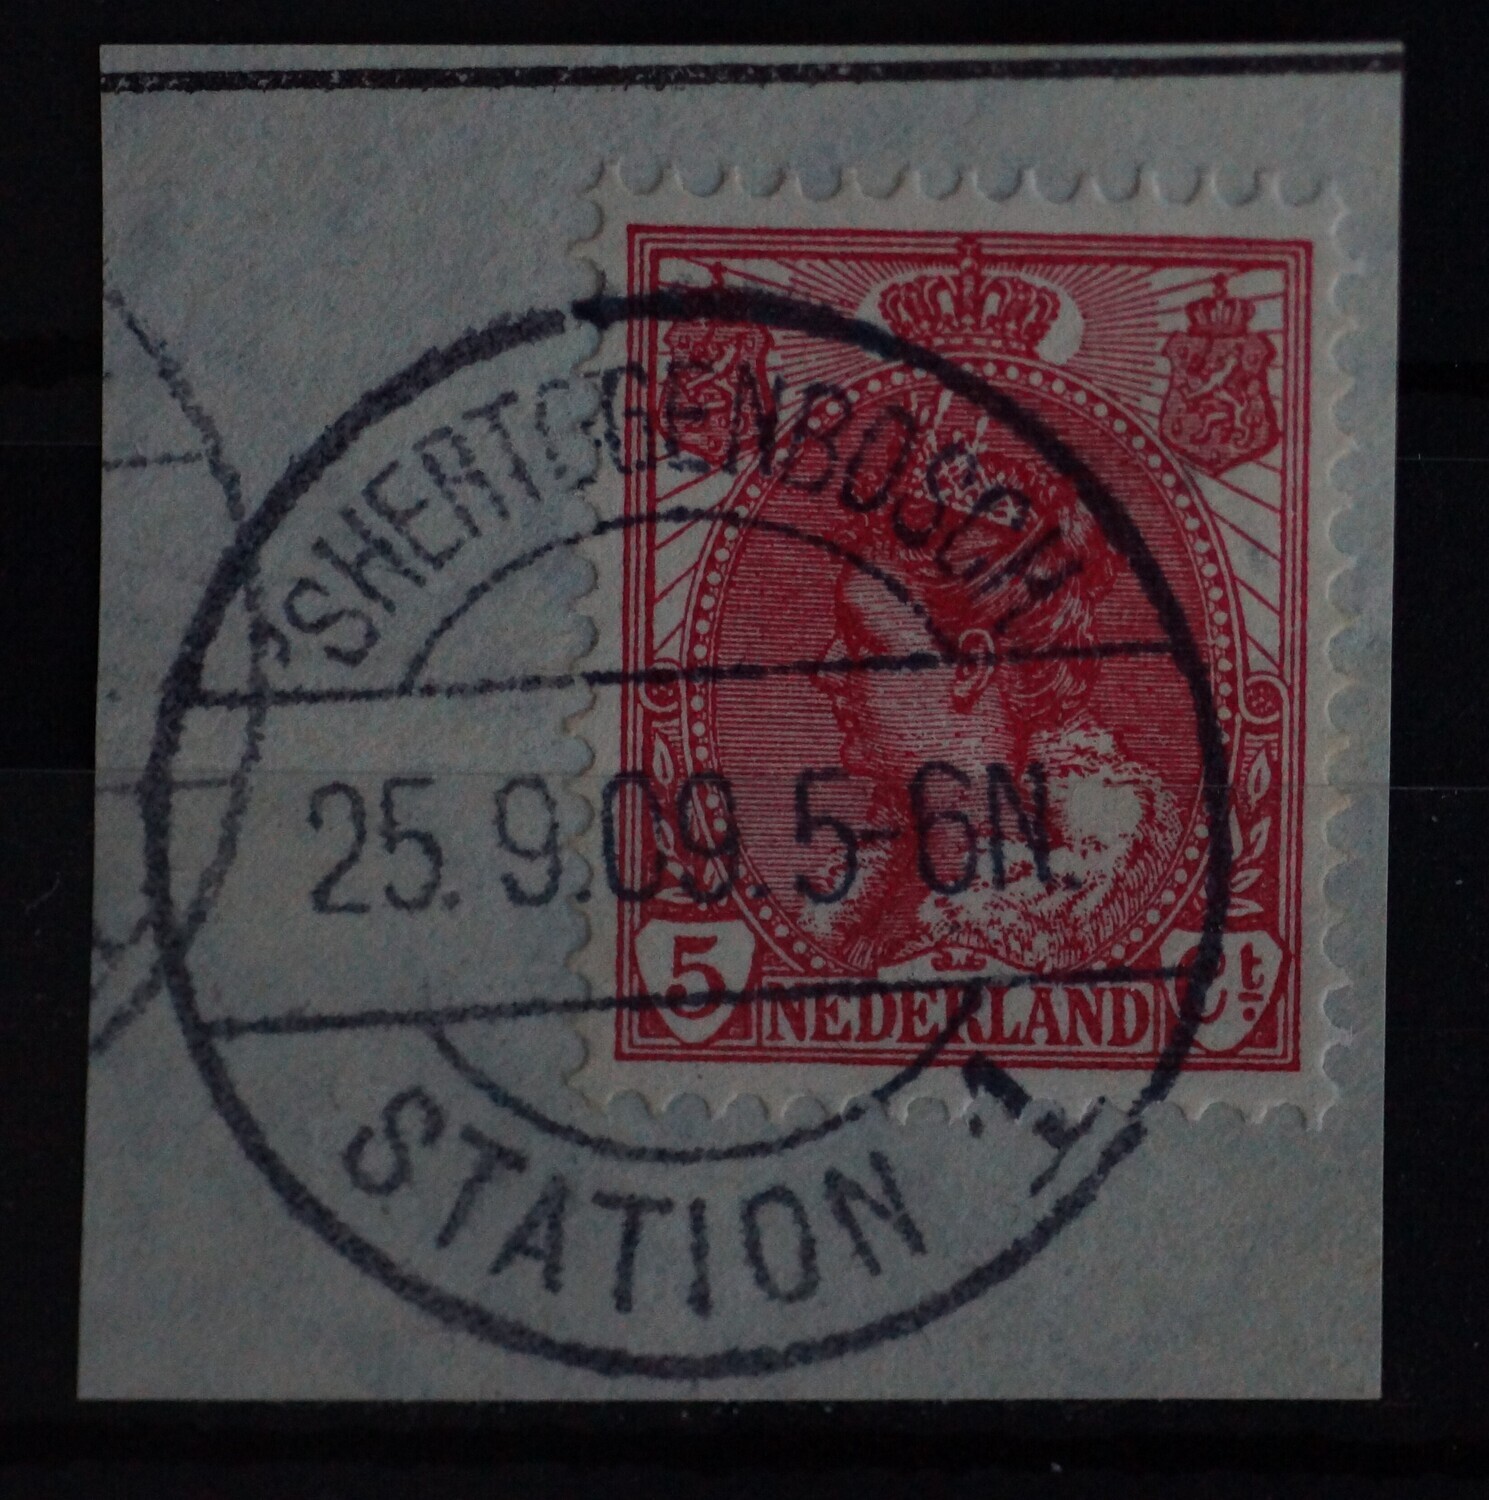 'SHERTOGENBOSCH
25.9.09.5-6N.
5 NEDERLAND Ct.
STATION 1